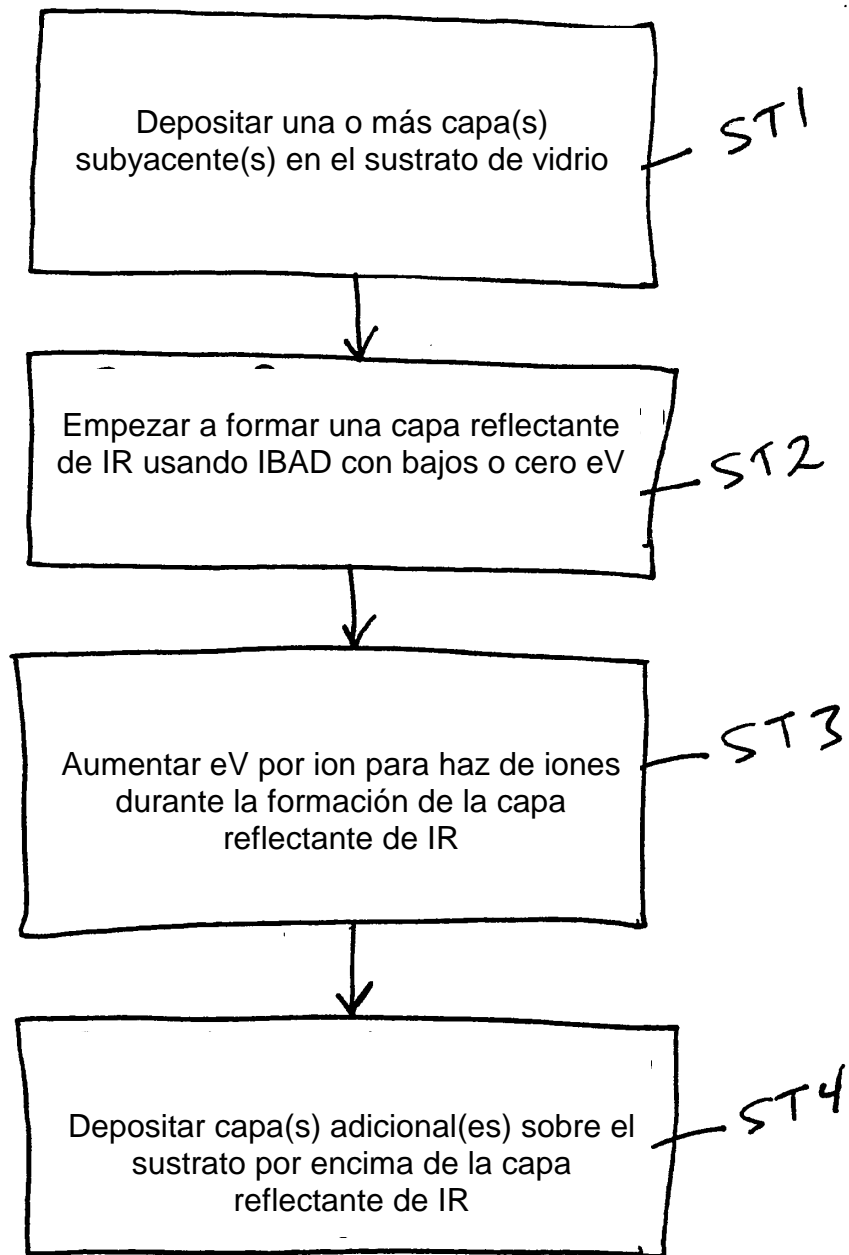 Depositar una o más capa(s)
subyacente(s) en el sustrato de vidrio
ST1
Empezar a formar una capa reflectante
de IR usando IBAD con bajos o cero eV
ST2
Aumentar eV por ion para haz de iones
durante la formación de la capa
reflectante de IR
ST3
Depositar capa(s) adicional(es) sobre el
sustrato por encima de la capa
reflectante de IR
ST4